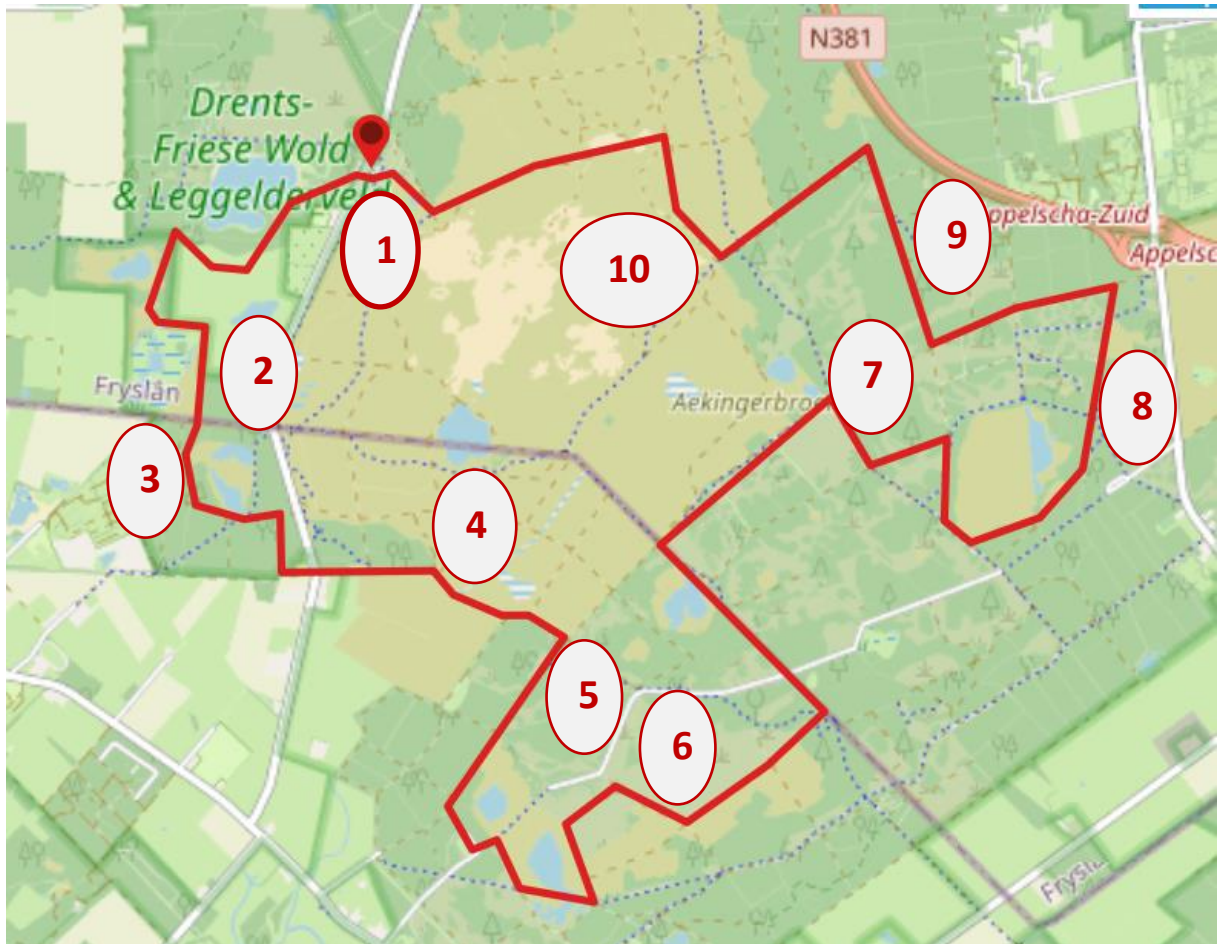 N381
Drents-
Friese Wold
& Leggelderveld
1
10
9
ppelscha-Zuid
Appelsc
2
7
Fryslân
Aekingerbroe
8
3
4
5
6
Frysl